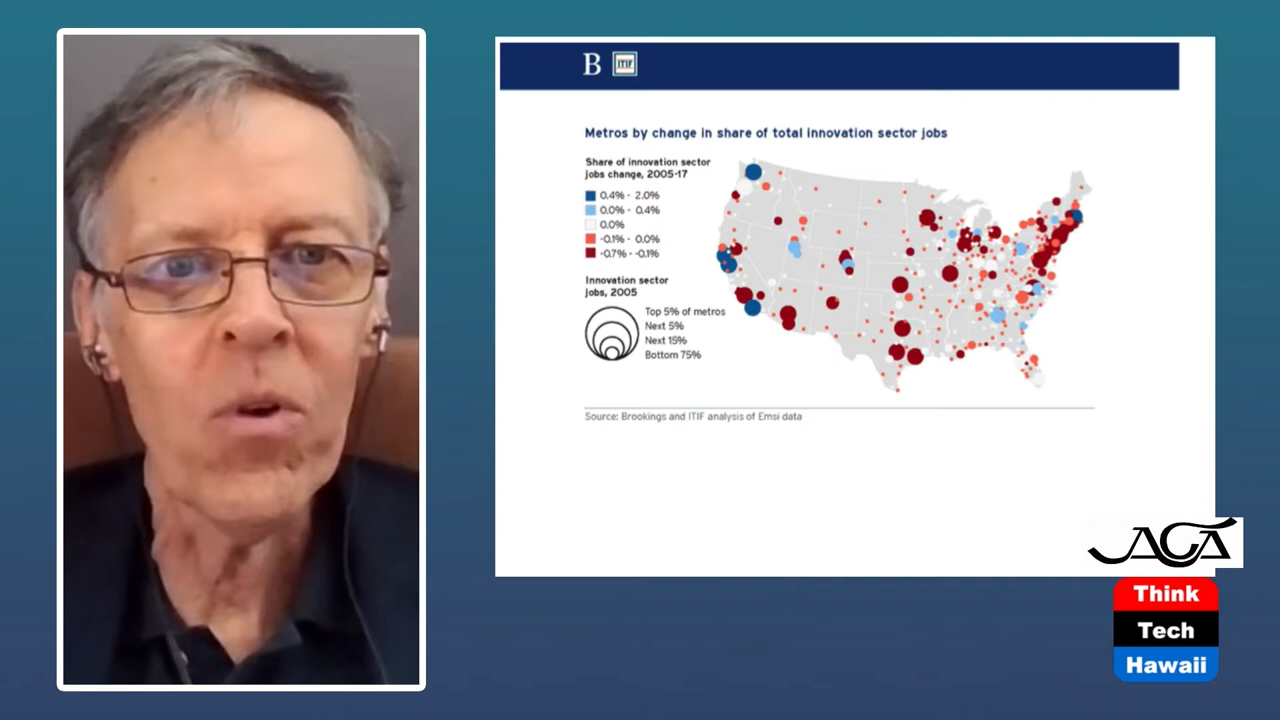 B ITIF
Metros by change in share of total innovation sector jobs
Share of innovation sector
jobs change, 2005-17
0.4% - 2.0%
0.0% - 0.4%
0.0%
-0.1% - 0.0%
-0.7% - -0.1%
Innovation sector
jobs, 2005
Top 5% of metros
Next 5%
Next 15%
Bottom 75%
Source: Brookings and ITIF analysis of Emsi data
JAGA
Think
Tech
Hawaii